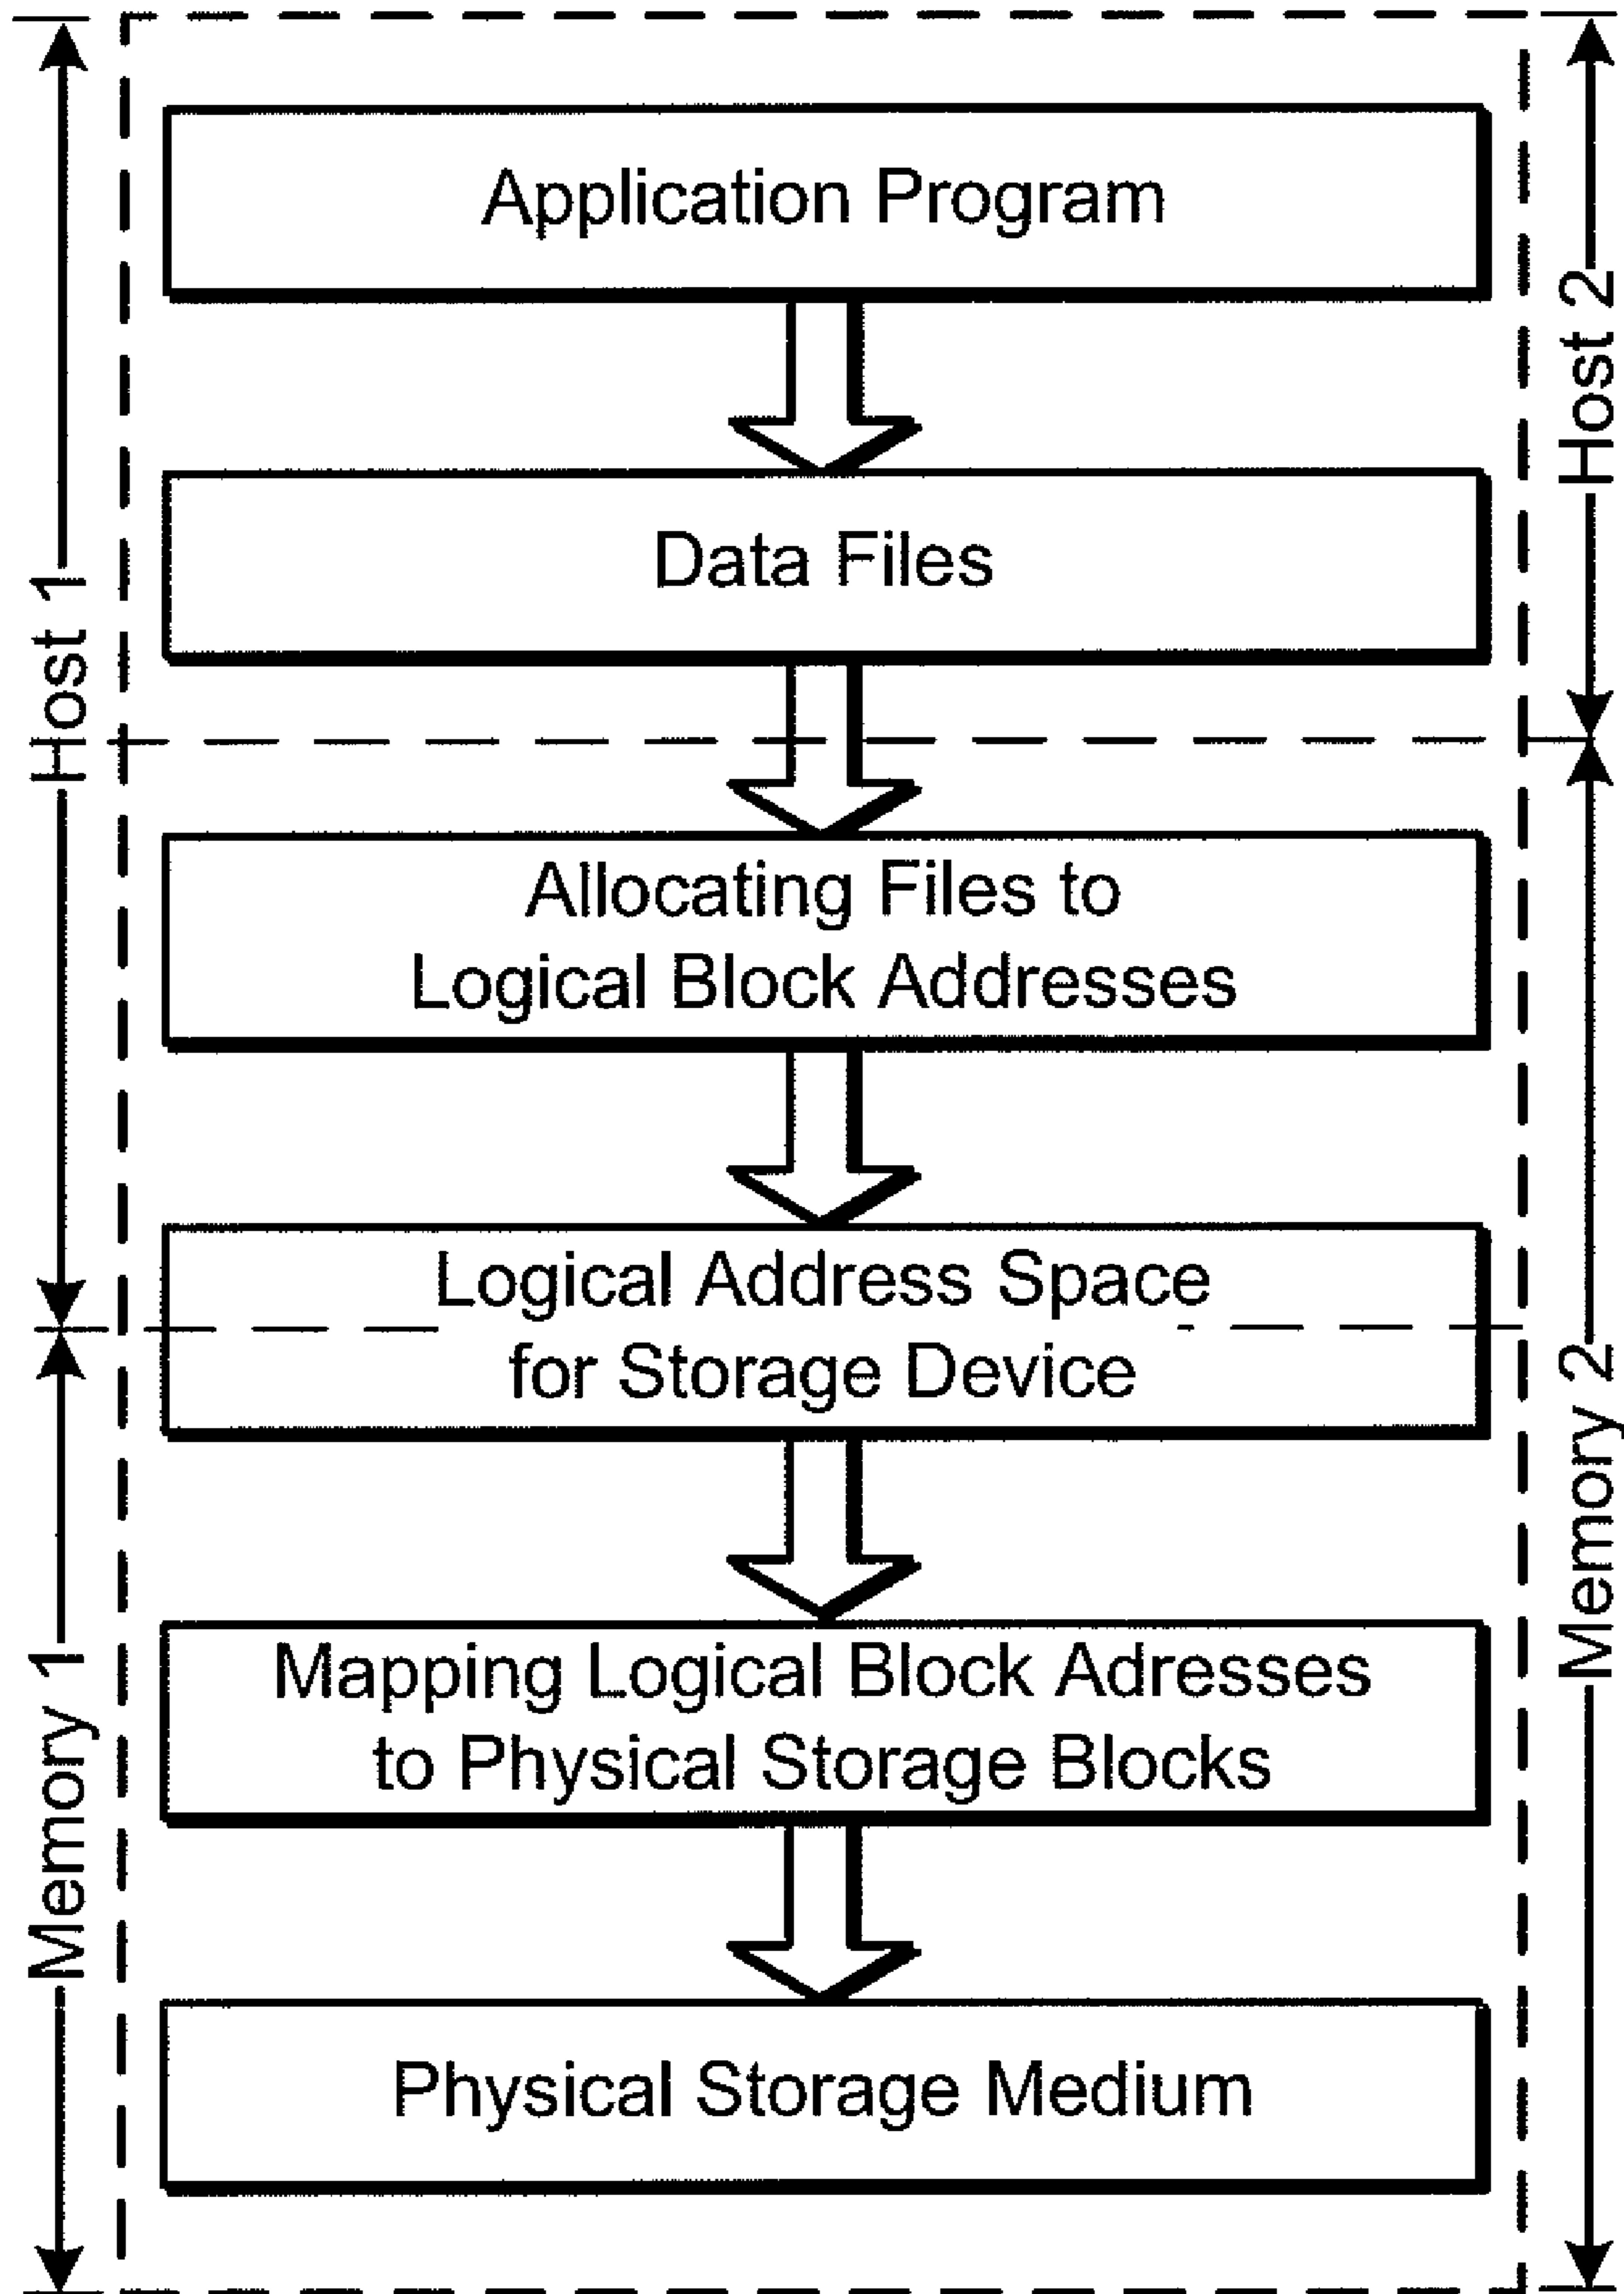 Application Program
Data Files
Allocating Files to
Logical Block Addresses
Logical Address Space
for Storage Device
Mapping Logical Block Adresses
to Physical Storage Blocks
Physical Storage Medium
Host 1
Memory 1
Host 2
Memory 2